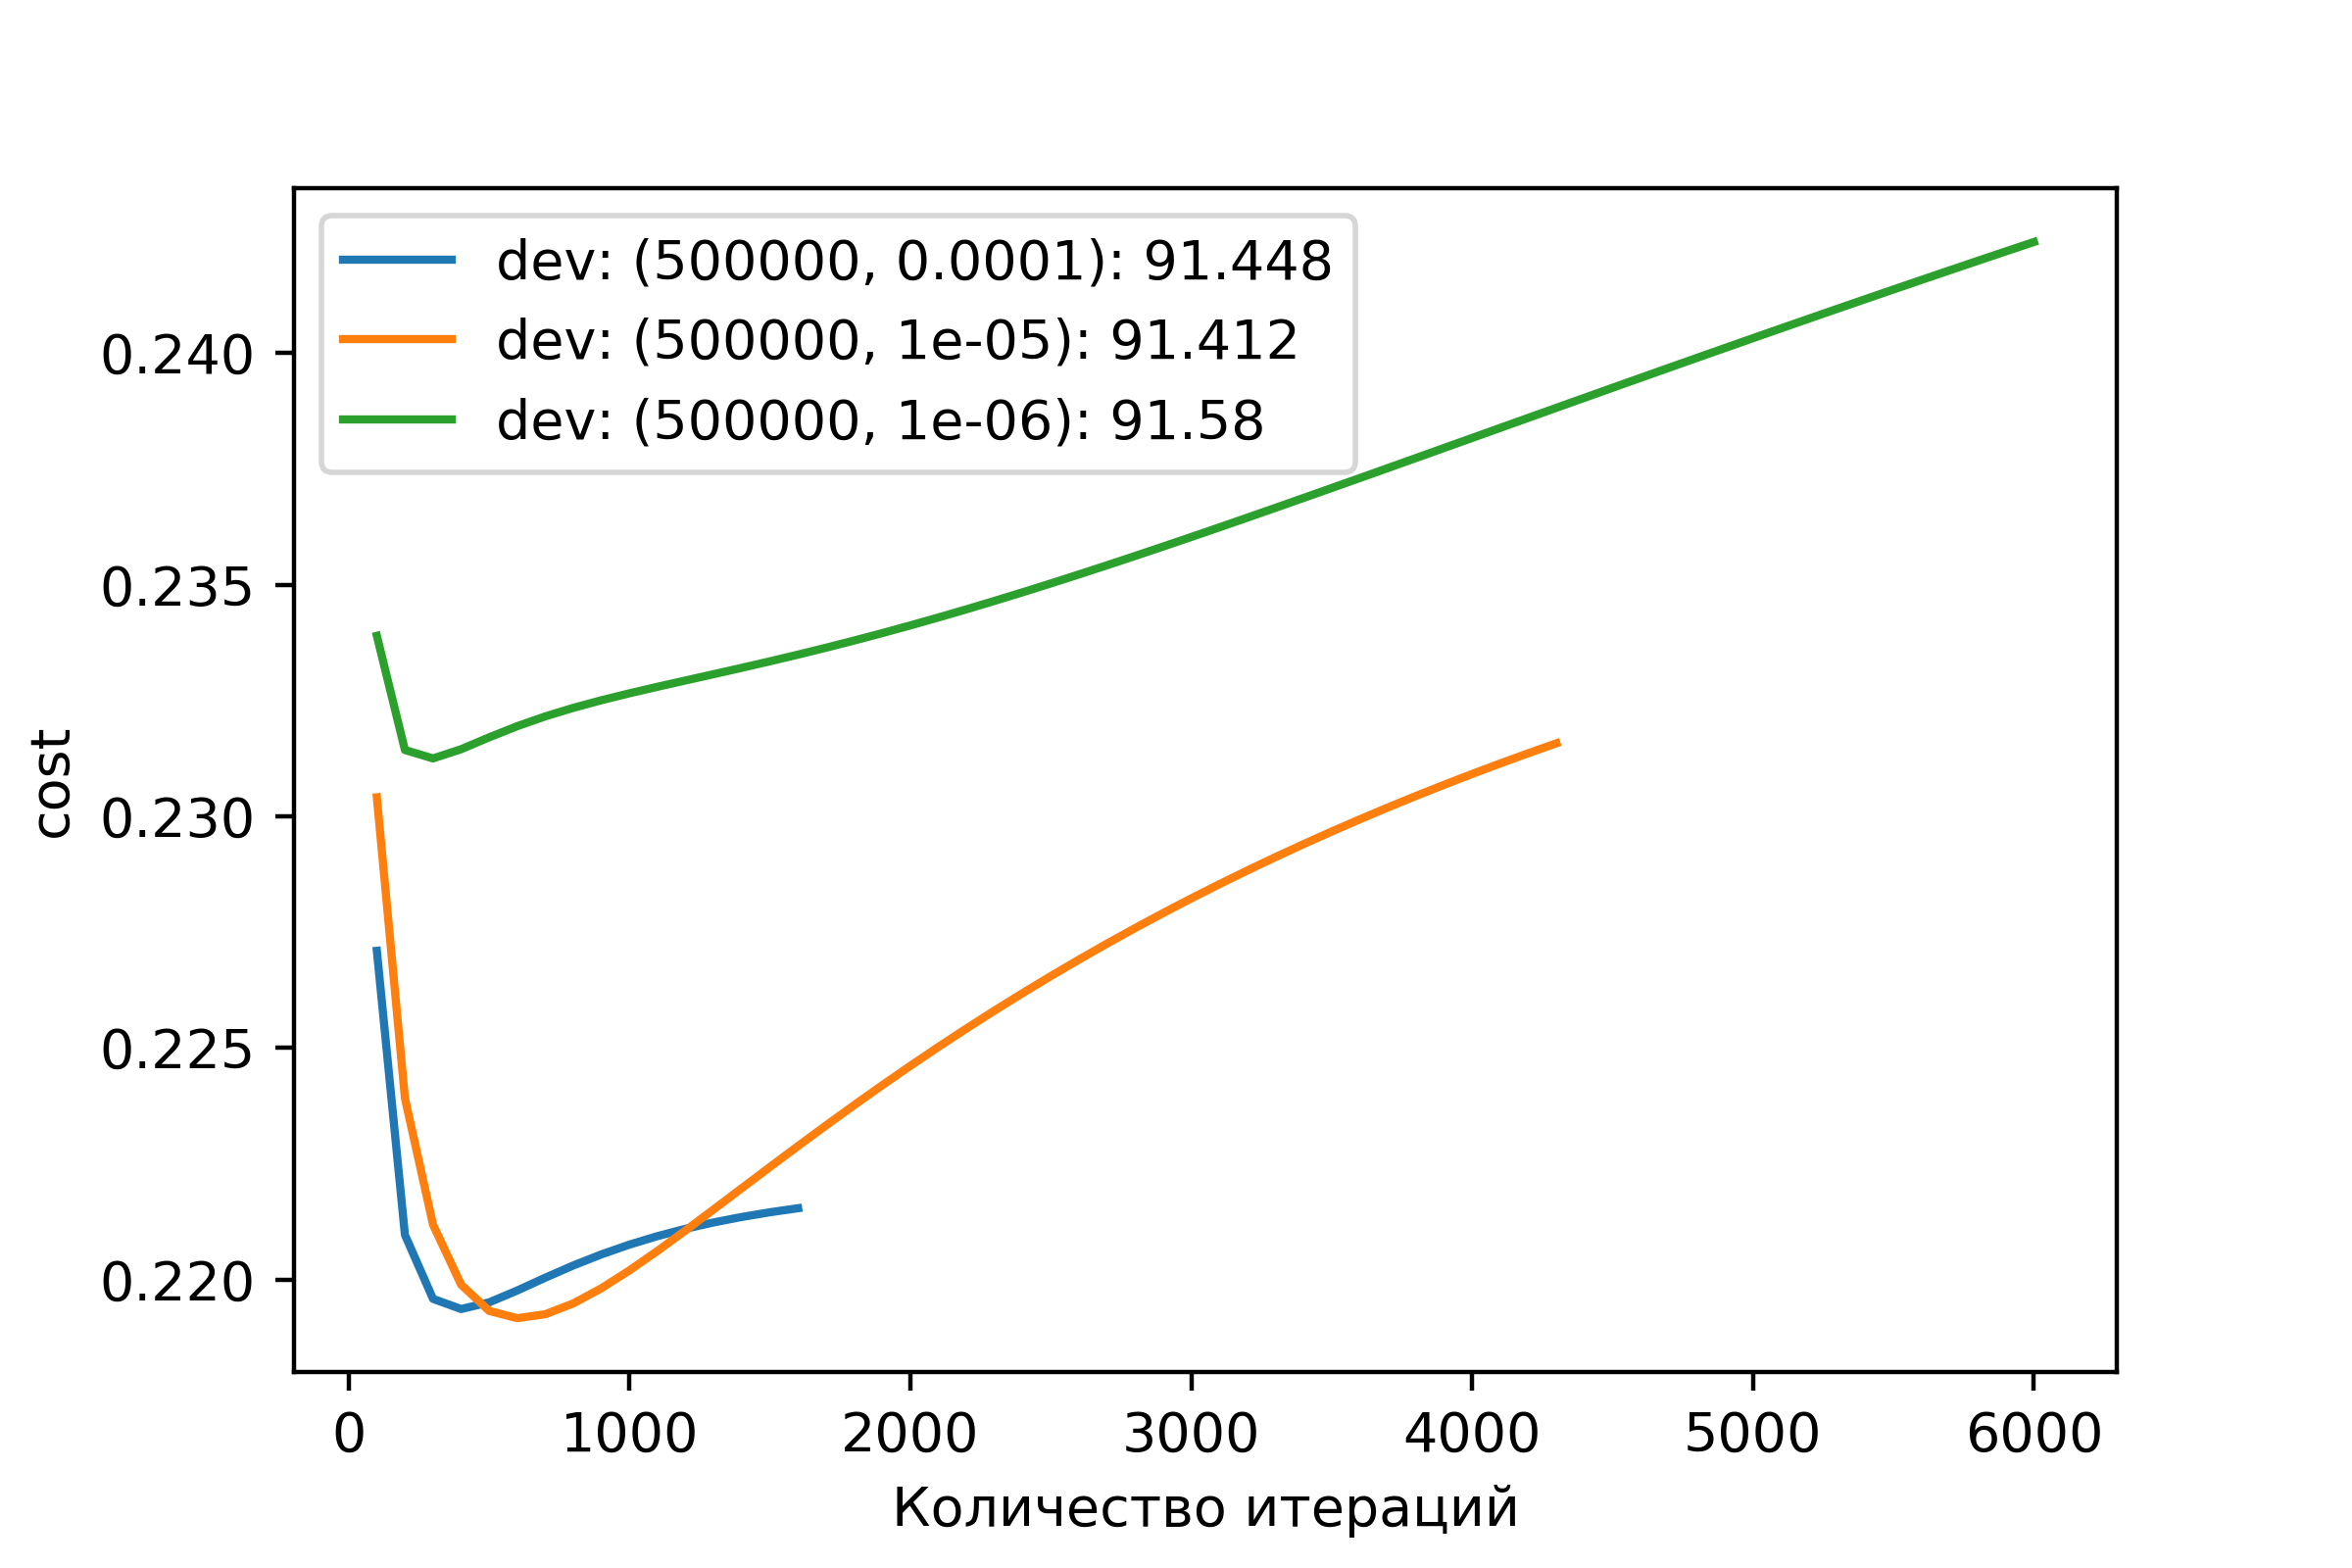 dev: (500000, 0.0001): 91.448
dev: (500000, 1e-05): 91.412
dev: (500000, 1e-06): 91.58
0.240
0.235
0.230
0.225
0.220
cost
0 1000 2000 3000 4000 5000 6000
Количество итераций